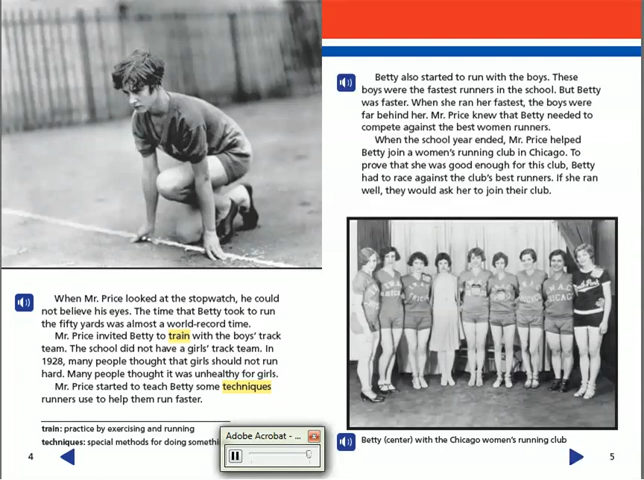 When Mr. Price looked at the stopwatch, he could
not believe his eyes. The time that Betty took to run
the fifty yards was almost a world-record time.
Mr. Price invited Betty to train with the boys' track
team. The school did not have a girls' track team. In
1928, many people thought that girls should not run
hard. Many people thought it was unhealthy for girls.
Mr. Price started to teach Betty some techniques
runners use to help them run faster.
train: practice by exercising and running
techniques: special methods for doing
4
Adobe Acrobat - ...
Betty also started to run with the boys. These
boys were the fastest runners in the school. But Betty
was faster. When she ran her fastest, the boys were
far behind her. Mr. Price knew that Betty needed to
compete against the best women runners.
When the school year ended, Mr. Price helped
Betty join a women's running club in Chicago. To
prove that she was good enough for this club, Betty
had to race against the club's best runners. If she ran
well, they would ask her to join their club.
Betty (center) with the Chicago women's running club
5